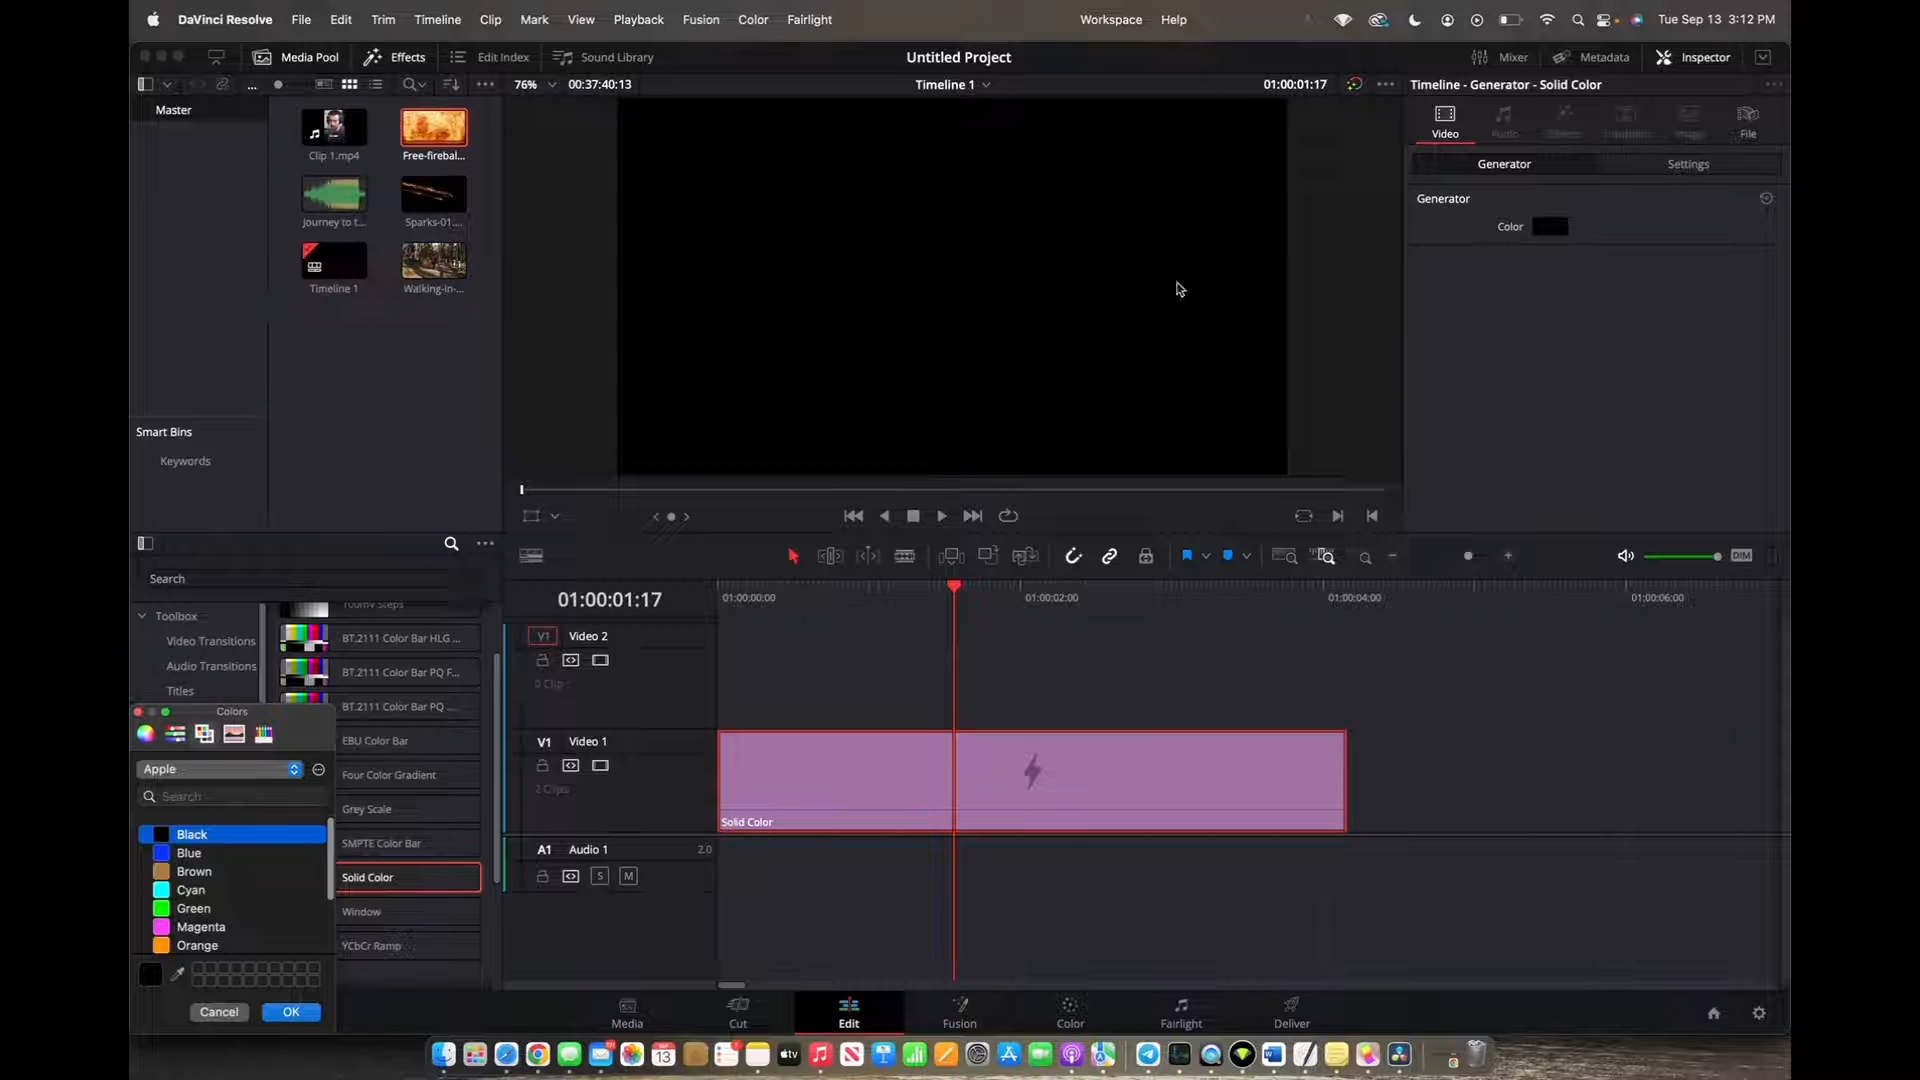 DaVinci Resolve File Edit Trim Timeline Clip Mark View Playback Fusion Color Fairlight Workspace Help Tue Sep 13 3:12 PM
Media Pool Effects Edit Index Sound Library Untitled Project Mixer Metadata Inspector
76% 00:37:40:13 Timeline 1 01:00:01:17 Timeline - Generator - Solid Color
Master
Clip 1.mp4 Free-firebal...
Journey to t... Sparks-01....
Timeline 1 Walking-in-...
Video Audio File
Generator Settings
Generator
Color
Smart Bins
Keywords
DIM
Search
01:00:01:17
01:00:00:00 01:00:02:00 01:00:04:00 01:00:06:00
Toolbox
Video Transitions
Audio Transitions
Titles
BT.2111 Color Bar HLG ...
BT.2111 Color Bar PQ F...
BT.2111 Color Bar PQ ...
EBU Color Bar
Four Color Gradient
Grey Scale
SMPTE Color Bar
Solid Color
Window
YCbCr Ramp
Colors
Apple
Search
Black
Blue
Brown
Cyan
Green
Magenta
Orange
Cancel OK
V1 Video 2
0 Clip
V1 Video 1
2 Clips
Solid Color
A1 Audio 1 2.0
S M
Media Cut Edit Fusion Color Fairlight Deliver
SEP
13
tv